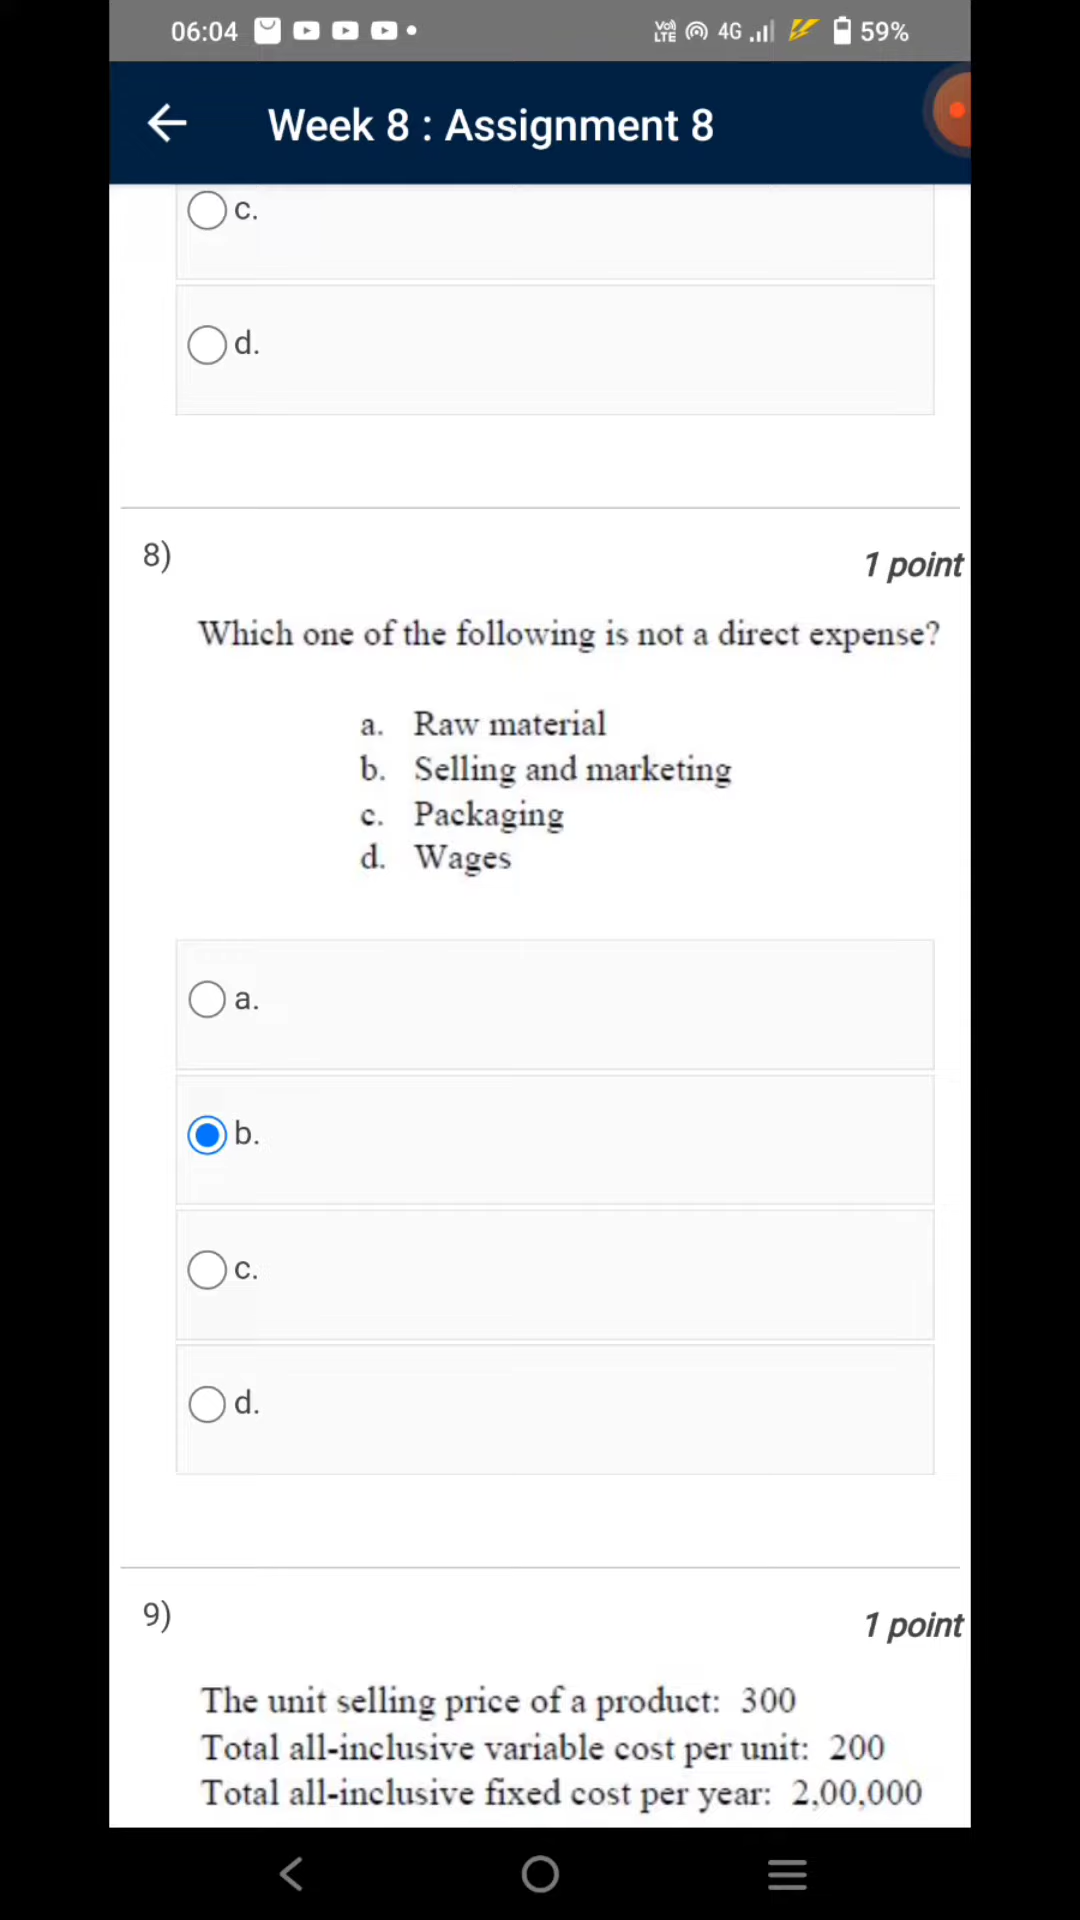 06:04 Vo) LTE 4G 59%
Week 8 : Assignment 8
c.
d.
8)
1 point
Which one of the following is not a direct expense?
a. Raw material
b. Selling and marketing
c. Packaging
d. Wages
a.
b.
c.
d.
9)
1 point
The unit selling price of a product: 300
Total all-inclusive variable cost per unit: 200
Total all-inclusive fixed cost per year: 2,00,000